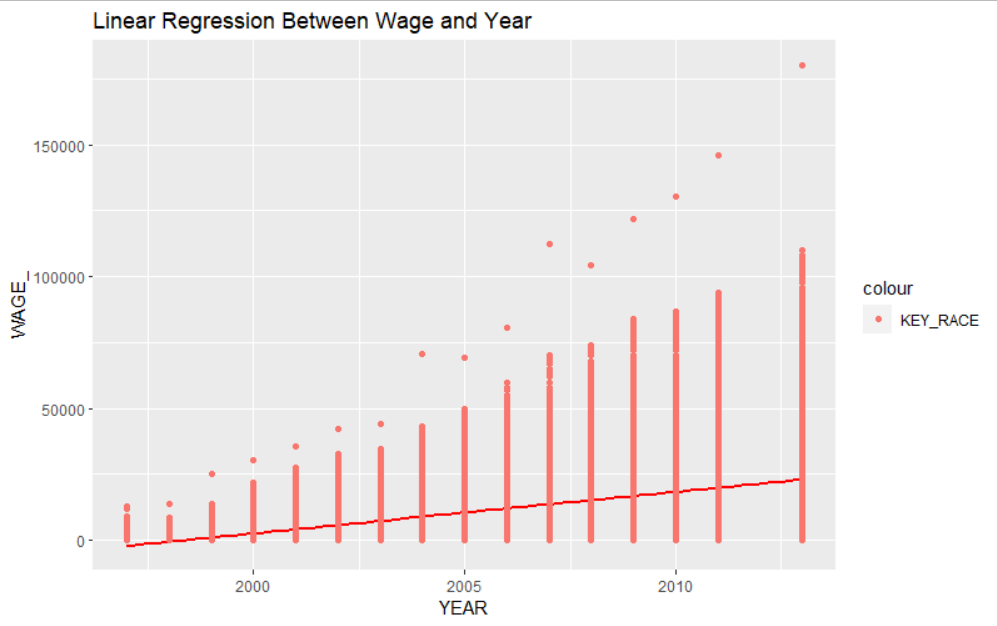 Linear Regression Between Wage and Year
150000
100000
50000
0
WAGE_
2000
2005
2010
YEAR
colour
KEY_RACE